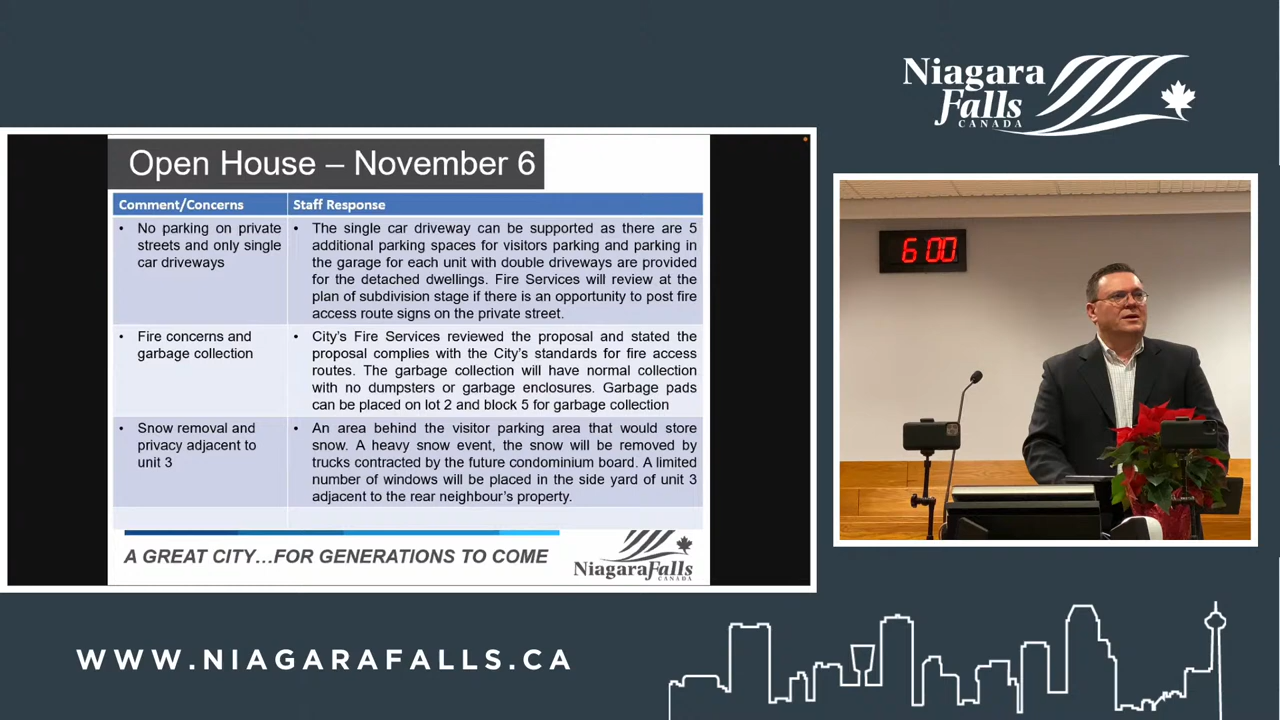 Niagara
Falls
CANADA
Open House – November 6
Comment/Concerns
Staff Response
• No parking on private
streets and only single
car driveways
• The single car driveway can be supported as there are 5
additional parking spaces for visitors parking and parking in
the garage for each unit with double driveways are provided
for the detached dwellings. Fire Services will review at the
plan of subdivision stage if there is an opportunity to post fire
access route signs on the private street.
• Fire concerns and
garbage collection
• City's Fire Services reviewed the proposal and stated the
proposal complies with the City's standards for fire access
routes. The garbage collection will have normal collection
with no dumpsters or garbage enclosures. Garbage pads
can be placed on lot 2 and block 5 for garbage collection
• Snow removal and
privacy adjacent to
unit 3
• An area behind the visitor parking area that would store
snow. A heavy snow event, the snow will be removed by
trucks contracted by the future condominium board. A limited
number of windows will be placed in the side yard of unit 3
adjacent to the rear neighbour's property.
A GREAT CITY...FOR GENERATIONS TO COME
NiagaraFalls
CANADA
6 00
WWW.NIAGARAFALLS.CA